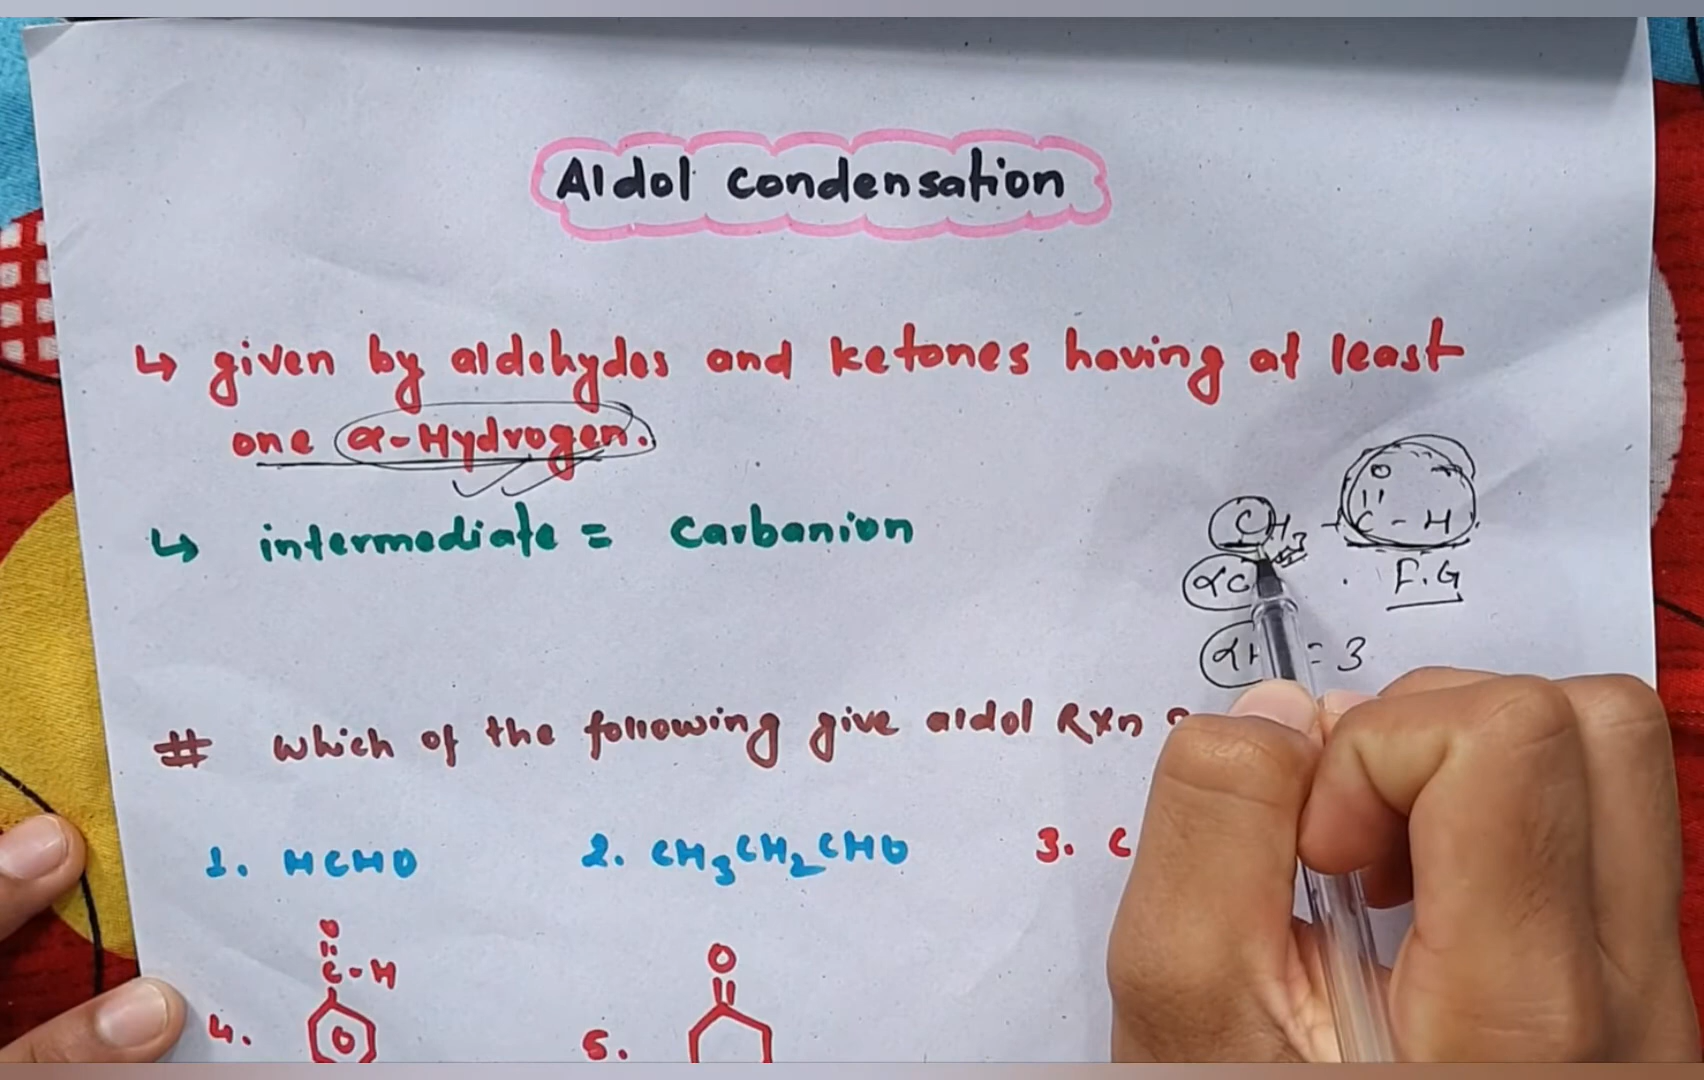 Aldol condensation
↳ given by aldehydes and ketones having at least
one α-Hydrogen.
O
||
CH3 - C - H
↳ intermediate = Carbanion
αC
F.G
αH = 3
# which of the following give aldol Rxn
1. HCHO 2. CH3CH2CHO 3. C
O
||
C-H
O
||
4. 5.